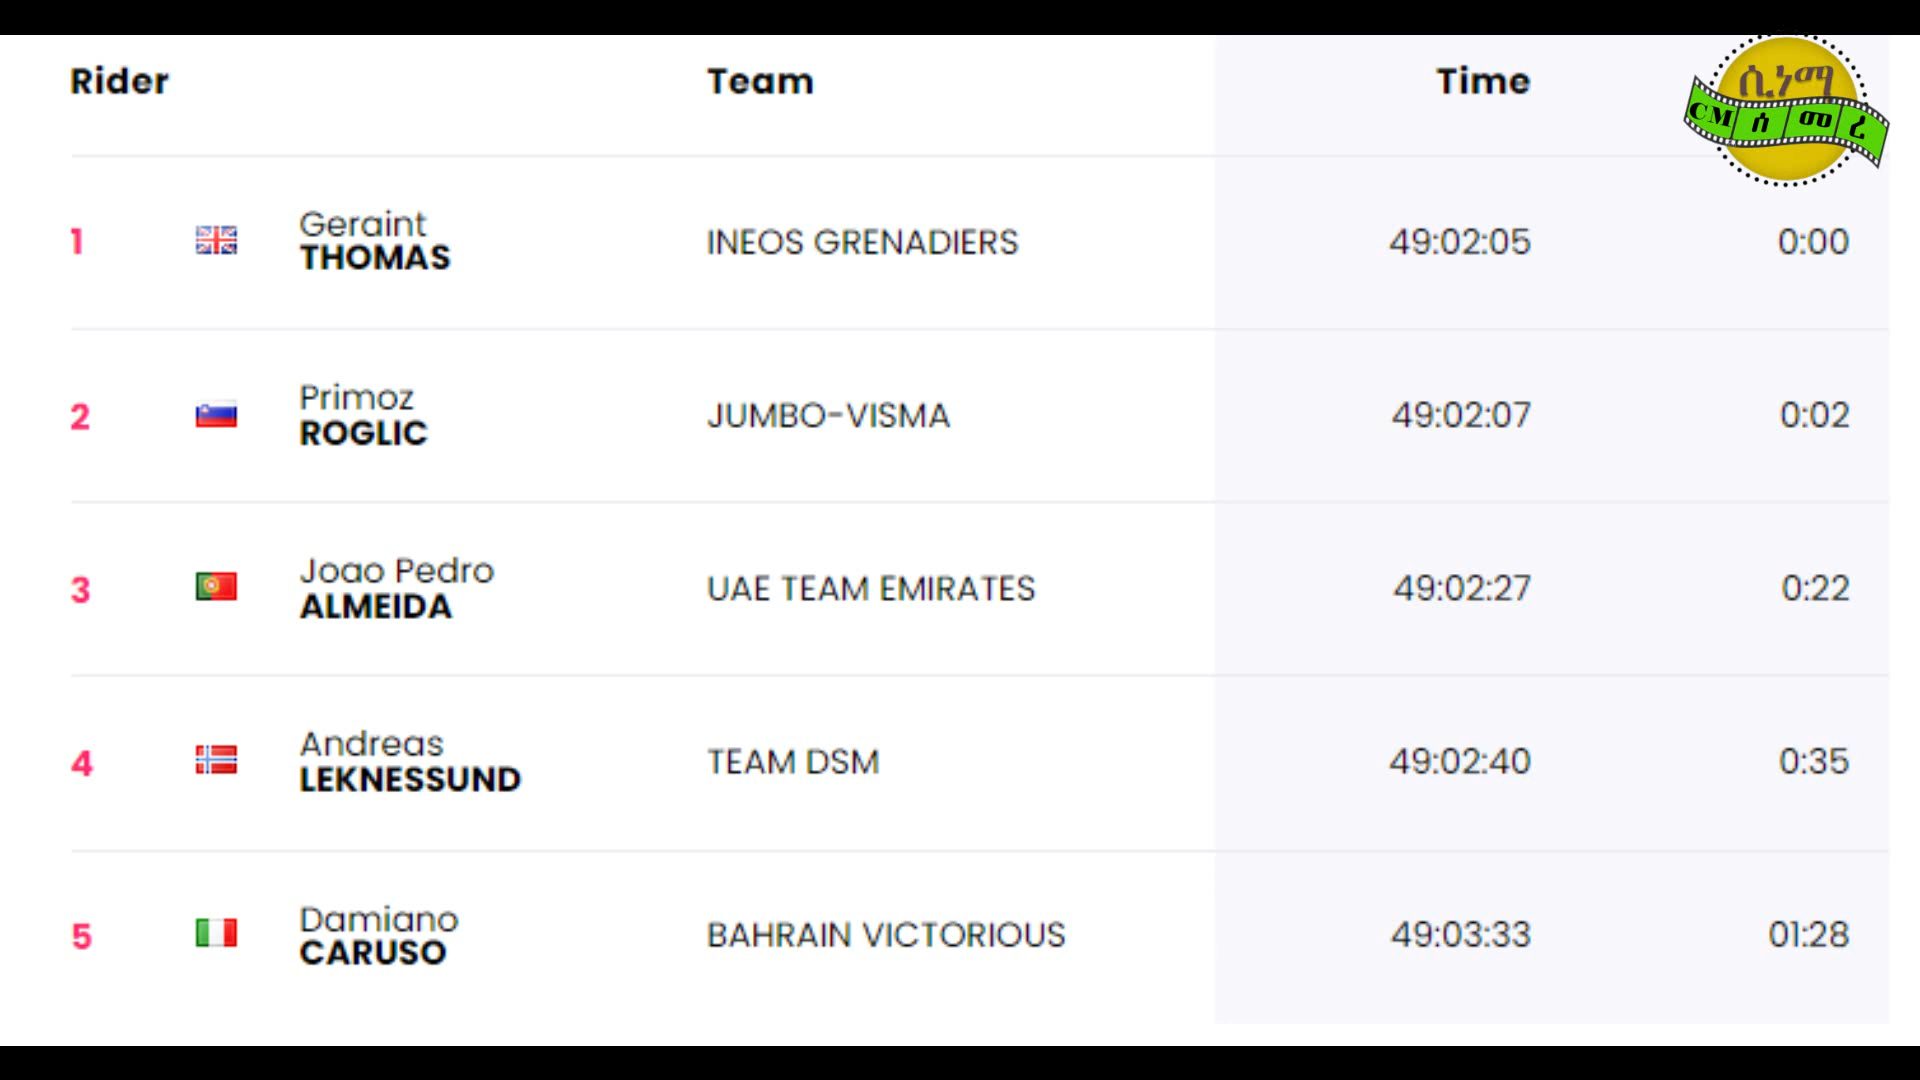 Rider Team Time
ሲነማ
CM ሰ መ ረ
1 Geraint THOMAS INEOS GRENADIERS 49:02:05 0:00
2 Primoz ROGLIC JUMBO-VISMA 49:02:07 0:02
3 Joao Pedro ALMEIDA UAE TEAM EMIRATES 49:02:27 0:22
4 Andreas LEKNESSUND TEAM DSM 49:02:40 0:35
5 Damiano CARUSO BAHRAIN VICTORIOUS 49:03:33 01:28